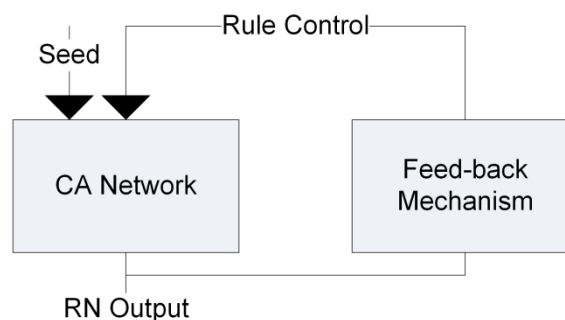 Rule Control
Seed
CA Network
Feed-back
Mechanism
RN Output